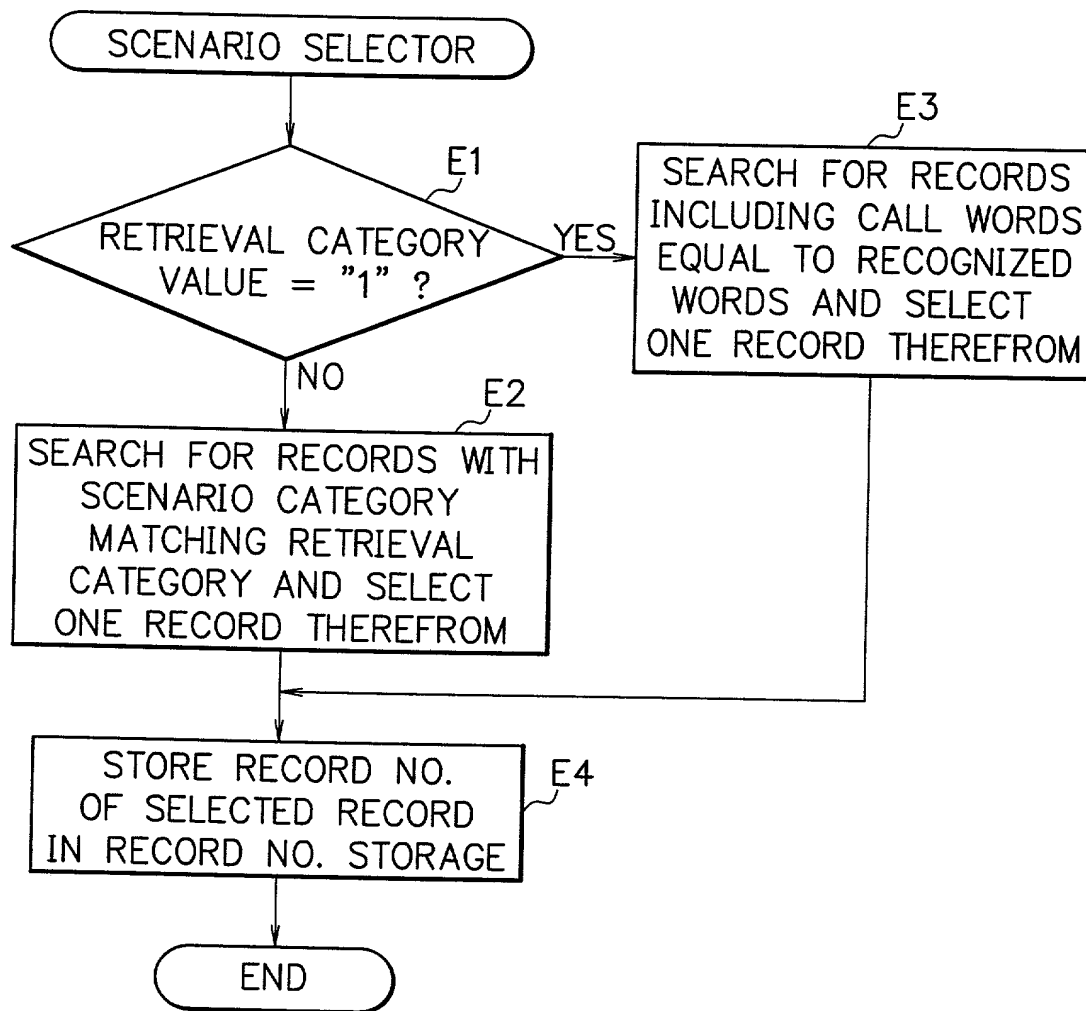 SCENARIO SELECTOR
E1
RETRIEVAL CATEGORY
VALUE = "1" ?
YES
NO
E3
SEARCH FOR RECORDS
INCLUDING CALL WORDS
EQUAL TO RECOGNIZED
WORDS AND SELECT
ONE RECORD THEREFROM
E2
SEARCH FOR RECORDS WITH
SCENARIO CATEGORY
MATCHING RETRIEVAL
CATEGORY AND SELECT
ONE RECORD THEREFROM
E4
STORE RECORD NO.
OF SELECTED RECORD
IN RECORD NO. STORAGE
END